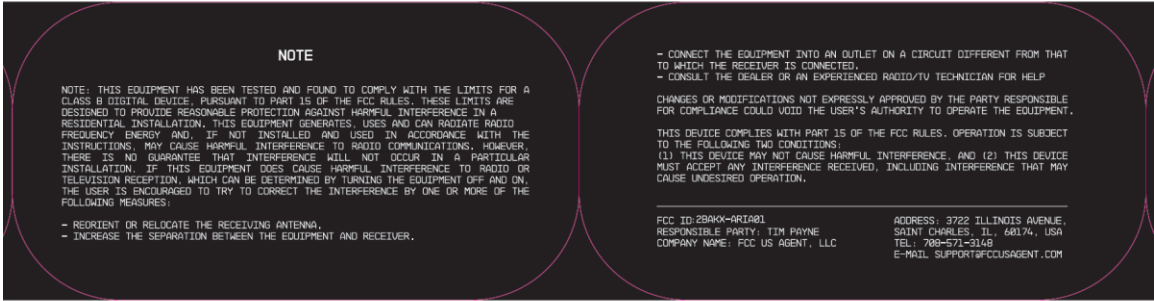 NOTE
NOTE: THIS EQUIPMENT HAS BEEN TESTED AND FOUND TO COMPLY WITH THE LIMITS FOR A
CLASS B DIGITAL DEVICE, PURSUANT TO PART 15 OF THE FCC RULES. THESE LIMITS ARE
DESIGNED TO PROVIDE REASONABLE PROTECTION AGAINST HARMFUL INTERFERENCE IN A
RESIDENTIAL INSTALLATION. THIS EQUIPMENT GENERATES, USES AND CAN RADIATE RADIO
FREQUENCY ENERGY AND, IF NOT INSTALLED AND USED IN ACCORDANCE WITH THE
INSTRUCTIONS, MAY CAUSE HARMFUL INTERFERENCE TO RADIO COMMUNICATIONS. HOWEVER,
THERE IS NO GUARANTEE THAT INTERFERENCE WILL NOT OCCUR IN A PARTICULAR
INSTALLATION. IF THIS EQUIPMENT DOES CAUSE HARMFUL INTERFERENCE TO RADIO OR
TELEVISION RECEPTION, WHICH CAN BE DETERMINED BY TURNING THE EQUIPMENT OFF AND ON,
THE USER IS ENCOURAGED TO TRY TO CORRECT THE INTERFERENCE BY ONE OR MORE OF THE
FOLLOWING MEASURES:
- REORIENT OR RELOCATE THE RECEIVING ANTENNA,
- INCREASE THE SEPARATION BETWEEN THE EQUIPMENT AND RECEIVER.
- CONNECT THE EQUIPMENT INTO AN OUTLET ON A CIRCUIT DIFFERENT FROM THAT
TO WHICH THE RECEIVER IS CONNECTED.
- CONSULT THE DEALER OR AN EXPERIENCED RADIO/TV TECHNICIAN FOR HELP
CHANGES OR MODIFICATIONS NOT EXPRESSLY APPROVED BY THE PARTY RESPONSIBLE
FOR COMPLIANCE COULD VOID THE USER'S AUTHORITY TO OPERATE THE EQUIPMENT.
THIS DEVICE COMPLIES WITH PART 15 OF THE FCC RULES. OPERATION IS SUBJECT
TO THE FOLLOWING TWO CONDITIONS:
(1) THIS DEVICE MAY NOT CAUSE HARMFUL INTERFERENCE, AND (2) THIS DEVICE
MUST ACCEPT ANY INTERFERENCE RECEIVED, INCLUDING INTERFERENCE THAT MAY
CAUSE UNDESIRED OPERATION.
FCC ID:2BAKX-ARIA01
RESPONSIBLE PARTY: TIM PAYNE
COMPANY NAME: FCC US AGENT, LLC
ADDRESS: 3722 ILLINOIS AVENUE,
SAINT CHARLES, IL, 60174, USA
TEL: 708-571-3148
E-MAIL SUPPORT@FCCUSAGENT.COM